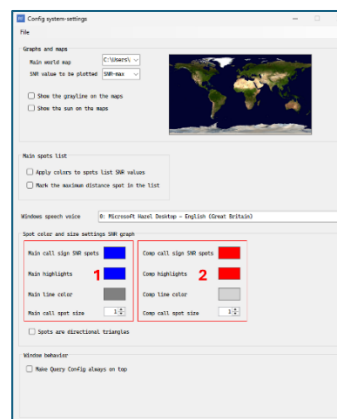 Config system-settings
File
Graphs and maps
Main world map C:\Users\
SNR value to be plotted SNR-max
Show the grayline on the maps
Show the sun on the maps
Main spots list
Apply colors to spots list SNR values
Mark the maximum distance spot in the list
Windows speech voice 0: Microsoft Hazel Desktop - English (Great Britain)
Spot color and size settings SNR graph
Main call sign SNR spots Comp call sign SNR spots
Main highlights 1 Comp highlights 2
Main line color Comp line color
Main call spot size 1 Comp call spot size 1
Spots are directional triangles
Window behavior
Make Query Config always on top